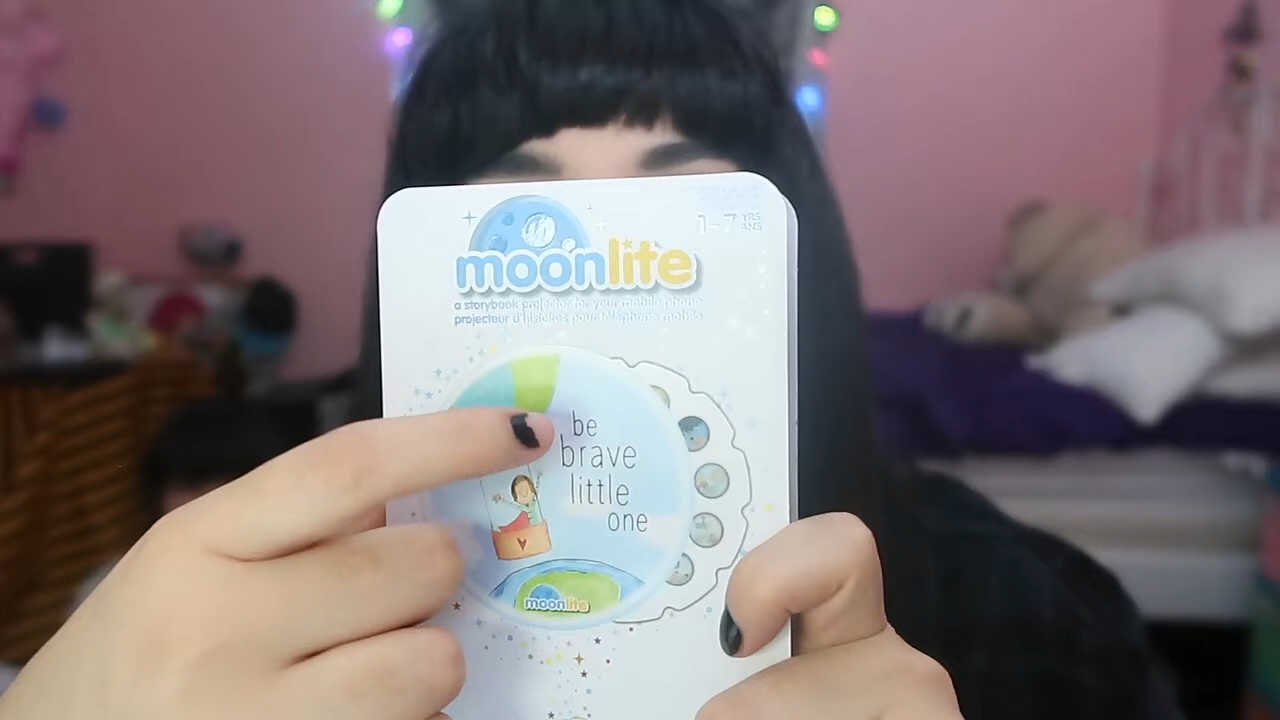 moonlite
1-7 YRS
ANS
a storybook projector for your mobile phone
projecteur d'histoires pour téléphone mobile
be
brave
little
one
moonlite